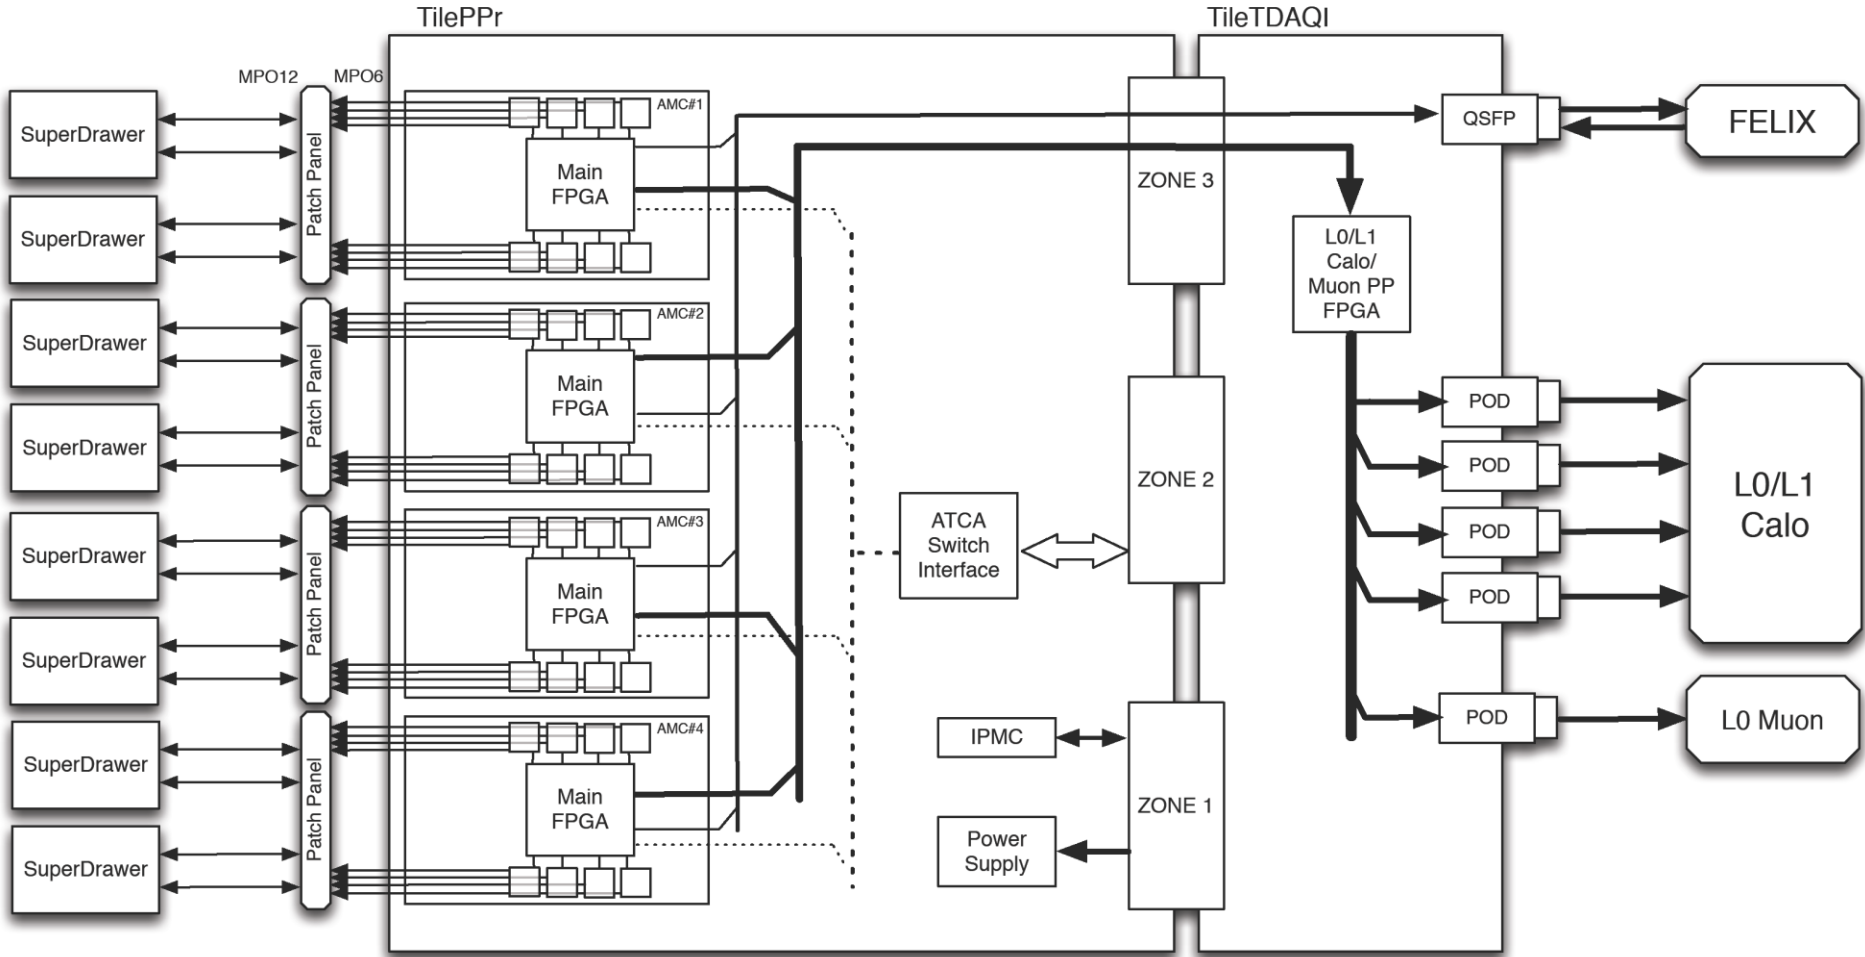 TilePPr
TileTDAQI
MPO12
MPO6
SuperDrawer
SuperDrawer
SuperDrawer
SuperDrawer
SuperDrawer
SuperDrawer
SuperDrawer
SuperDrawer
Patch Panel
Patch Panel
Patch Panel
Patch Panel
AMC#1
Main
FPGA
AMC#2
Main
FPGA
AMC#3
Main
FPGA
AMC#4
Main
FPGA
ATCA
Switch
Interface
IPMC
Power
Supply
ZONE 3
ZONE 2
ZONE 1
QSFP
L0/L1
Calo/
Muon PP
FPGA
POD
POD
POD
POD
POD
FELIX
L0/L1
Calo
L0 Muon